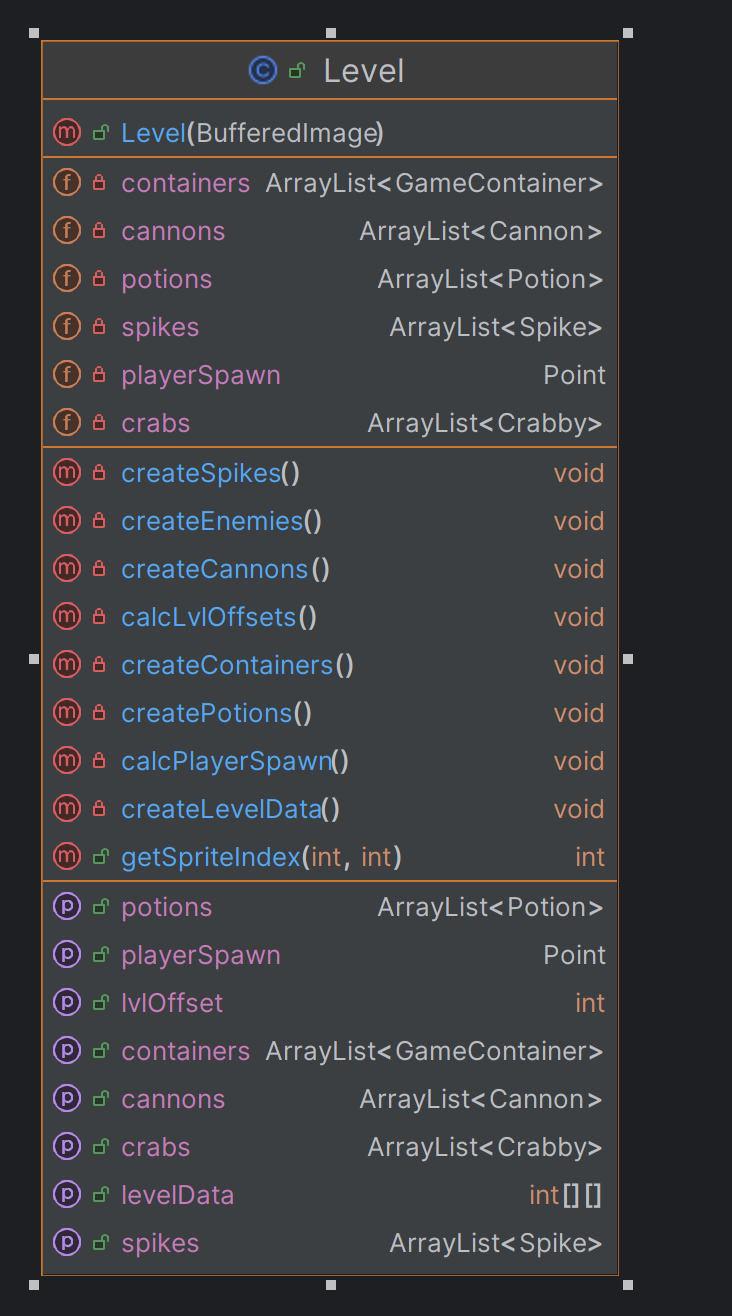 C Level
m Level(BufferedImage)
f containers ArrayList<GameContainer>
f cannons ArrayList<Cannon>
f potions ArrayList<Potion>
f spikes ArrayList<Spike>
f playerSpawn Point
f crabs ArrayList<Crabby>
m createSpikes() void
m createEnemies() void
m createCannons() void
m calcLvlOffsets() void
m createContainers() void
m createPotions() void
m calcPlayerSpawn() void
m createLevelData() void
m getSpriteIndex(int, int) int
p potions ArrayList<Potion>
p playerSpawn Point
p lvlOffset int
p containers ArrayList<GameContainer>
p cannons ArrayList<Cannon>
p crabs ArrayList<Crabby>
p levelData int[][]
p spikes ArrayList<Spike>